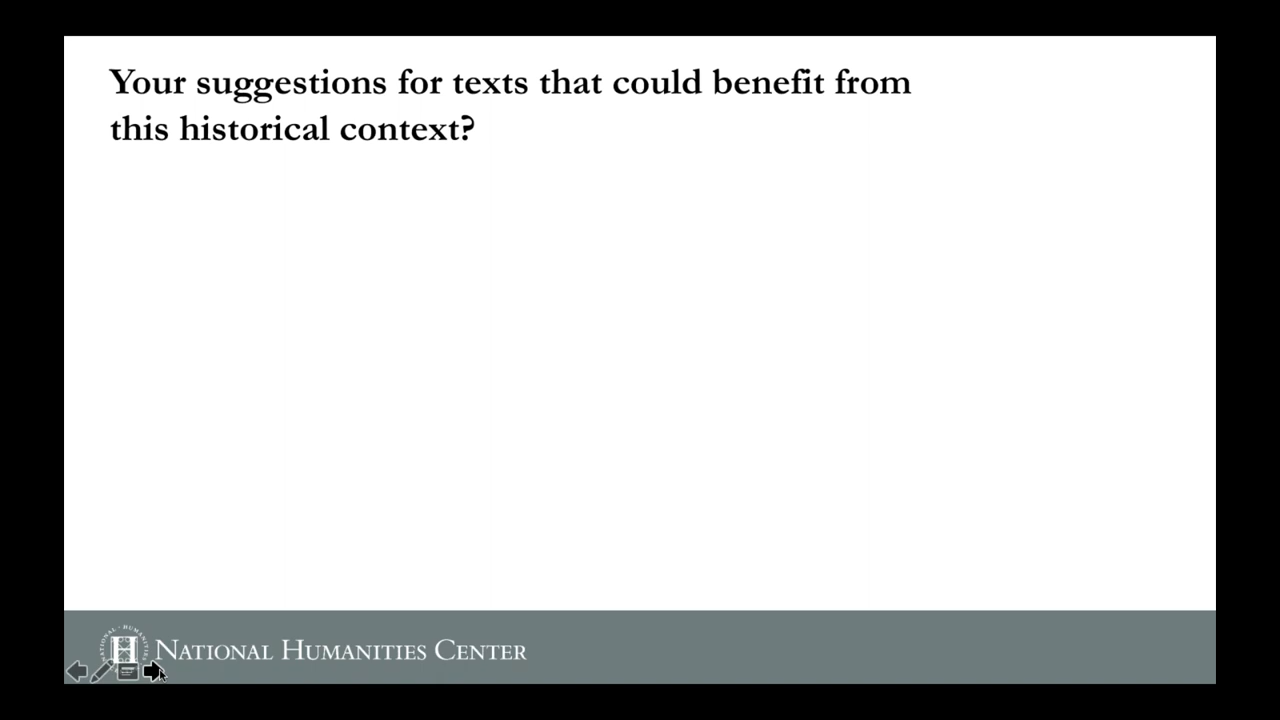 Your suggestions for texts that could benefit from
this historical context?
NATIONAL HUMANITIES CENTER